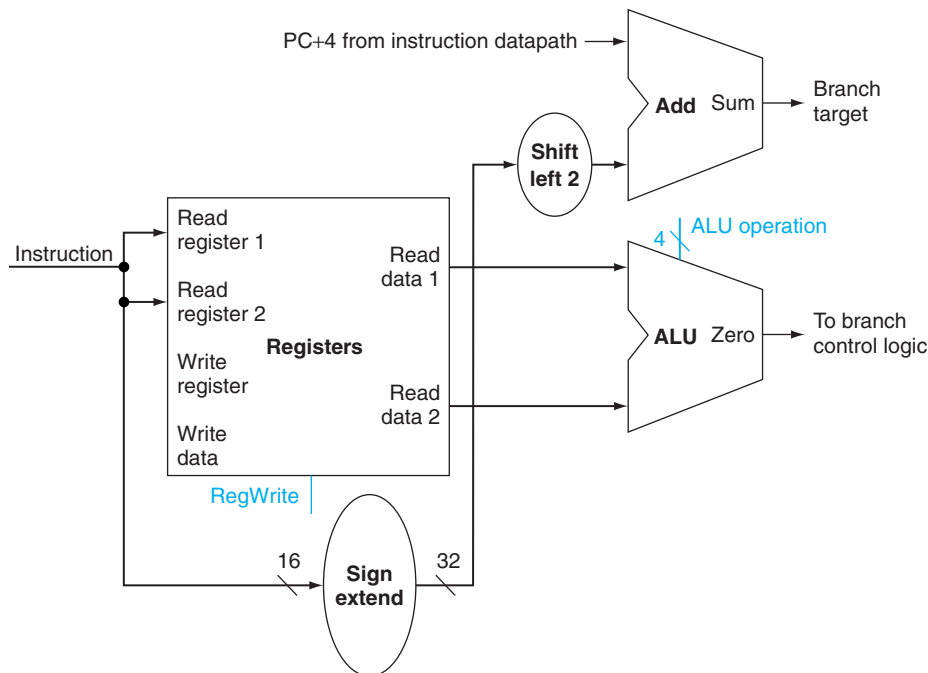 PC+4 from instruction datapath
Add
Sum
Branch
target
Shift
left 2
Instruction
Read
register 1
Read
register 2
Write
register
Write
data
Registers
Read
data 1
Read
data 2
RegWrite
4
ALU operation
ALU
Zero
To branch
control logic
16
Sign
extend
32